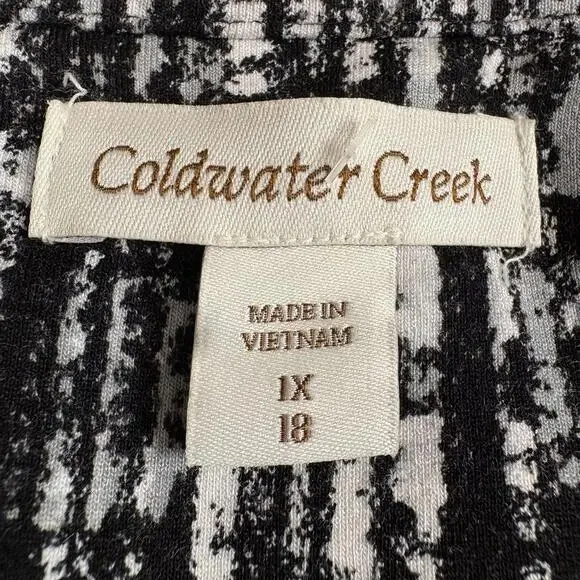 Coldwater Creek
MADE IN
VIETNAM
1X
18